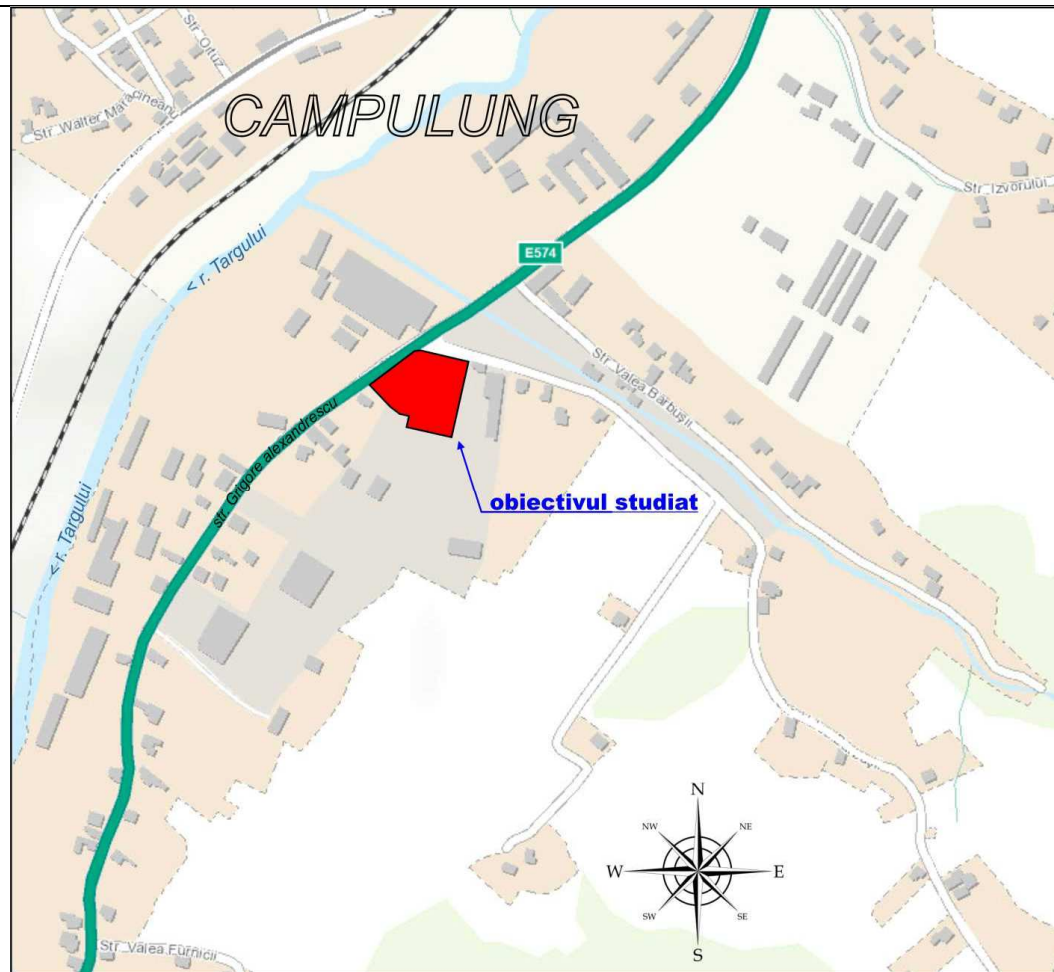 Str. Oituz
CAMPULUNG
Str. Walter Mărăcineanu
Str. Izvorului
E574
< r. Targului
Str. Valea Bărbușii
str. Grigore alexandrescu
obiectivul studiat
< r. Targului
N
NW
NE
W
E
SW
SE
S
Str. Valea Furnicii